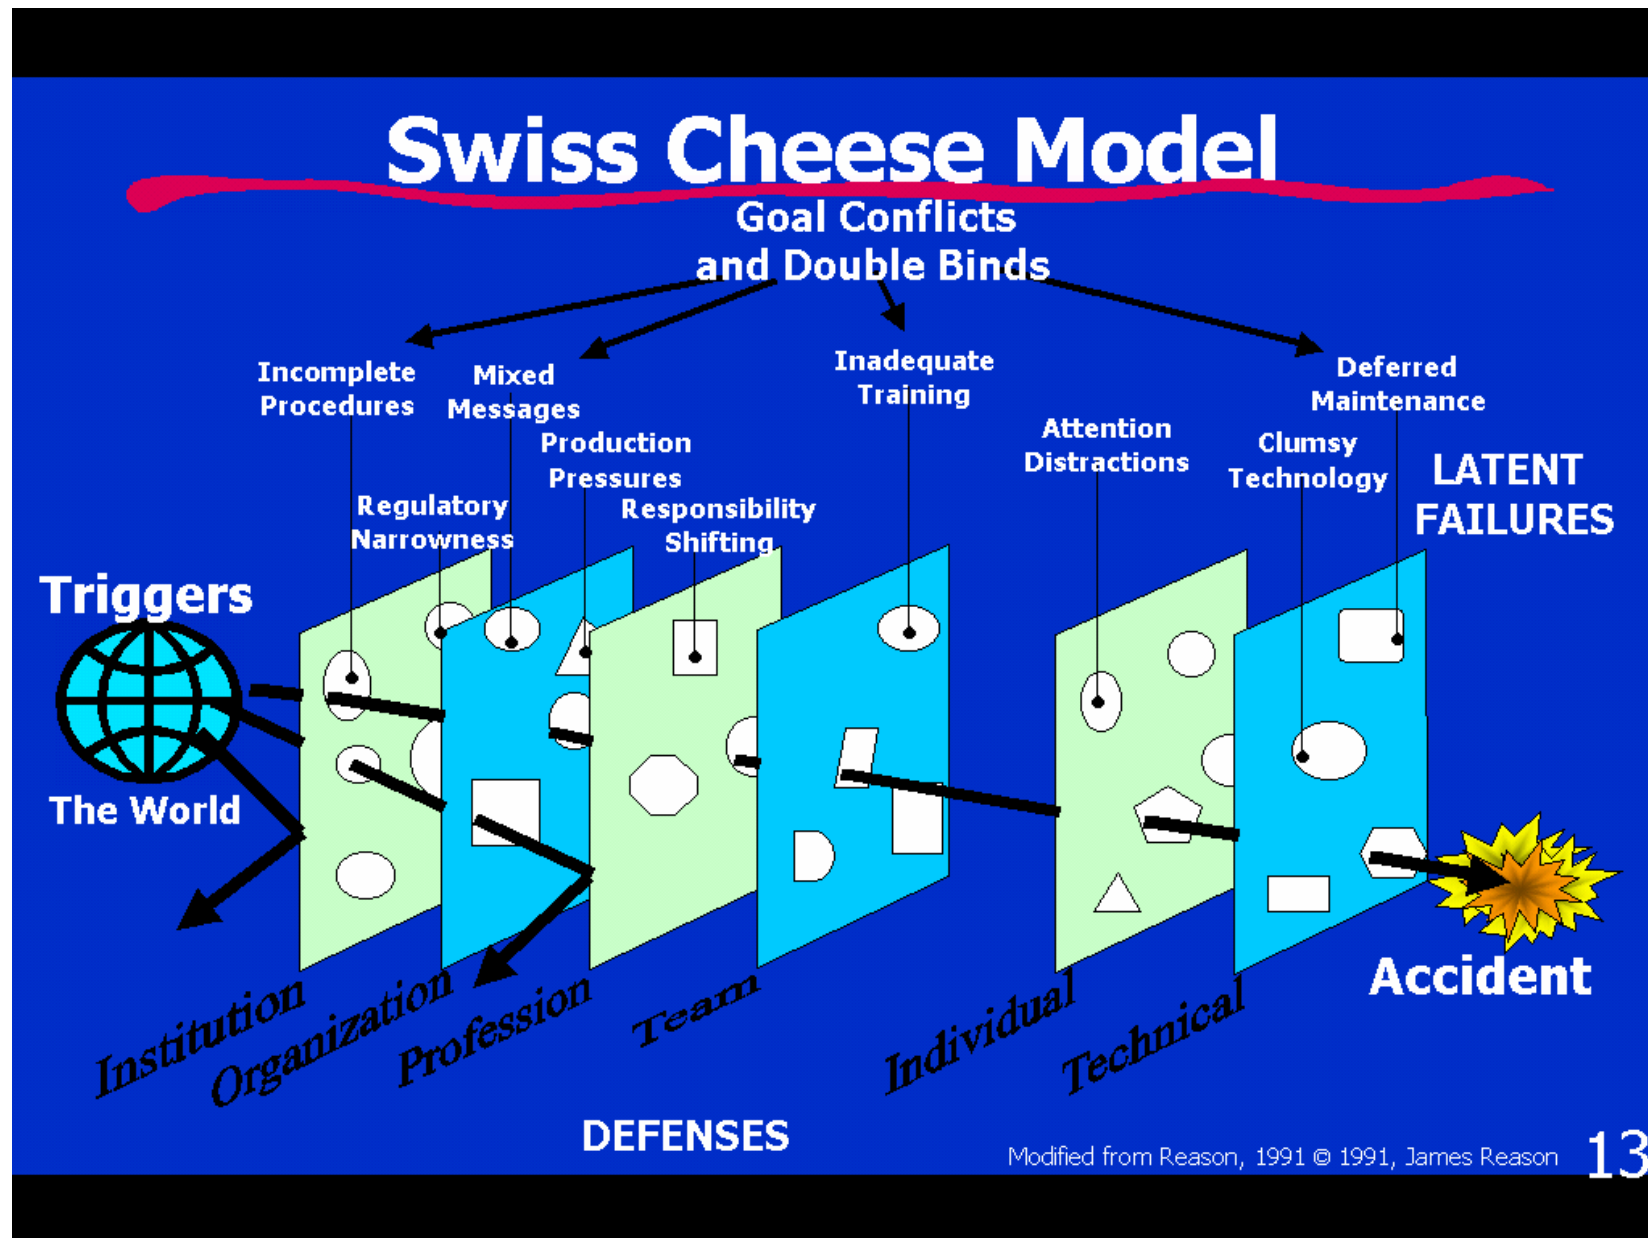 Swiss Cheese Model
Goal Conflicts
and Double Binds
Incomplete
Procedures
Mixed
Messages
Inadequate
Training
Deferred
Maintenance
Production
Pressures
Attention
Distractions
Clumsy
Technology
LATENT
FAILURES
Regulatory
Narrowness
Responsibility
Shifting
Triggers
The World
Accident
Institution
Organization
Profession
Team
Individual
Technical
DEFENSES
Modified from Reason, 1991 © 1991, James Reason
13